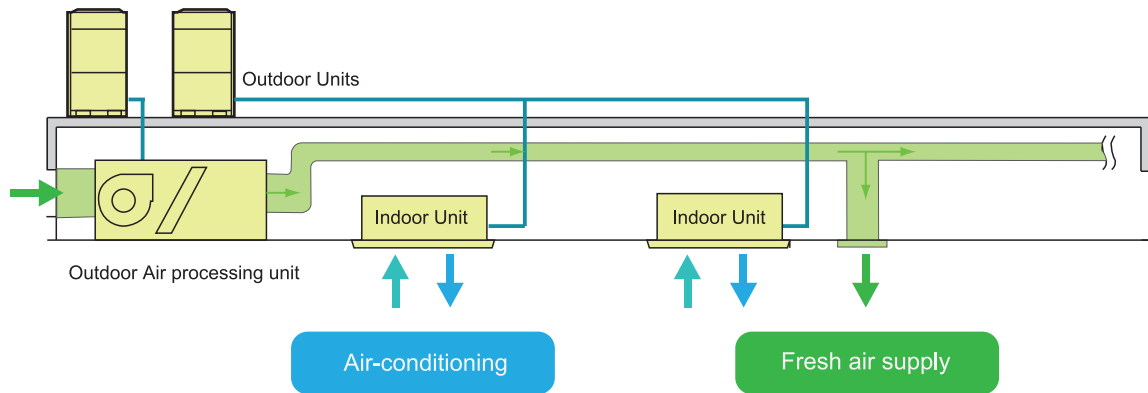 Outdoor Units
Indoor Unit
Indoor Unit
Outdoor Air processing unit
Air-conditioning
Fresh air supply